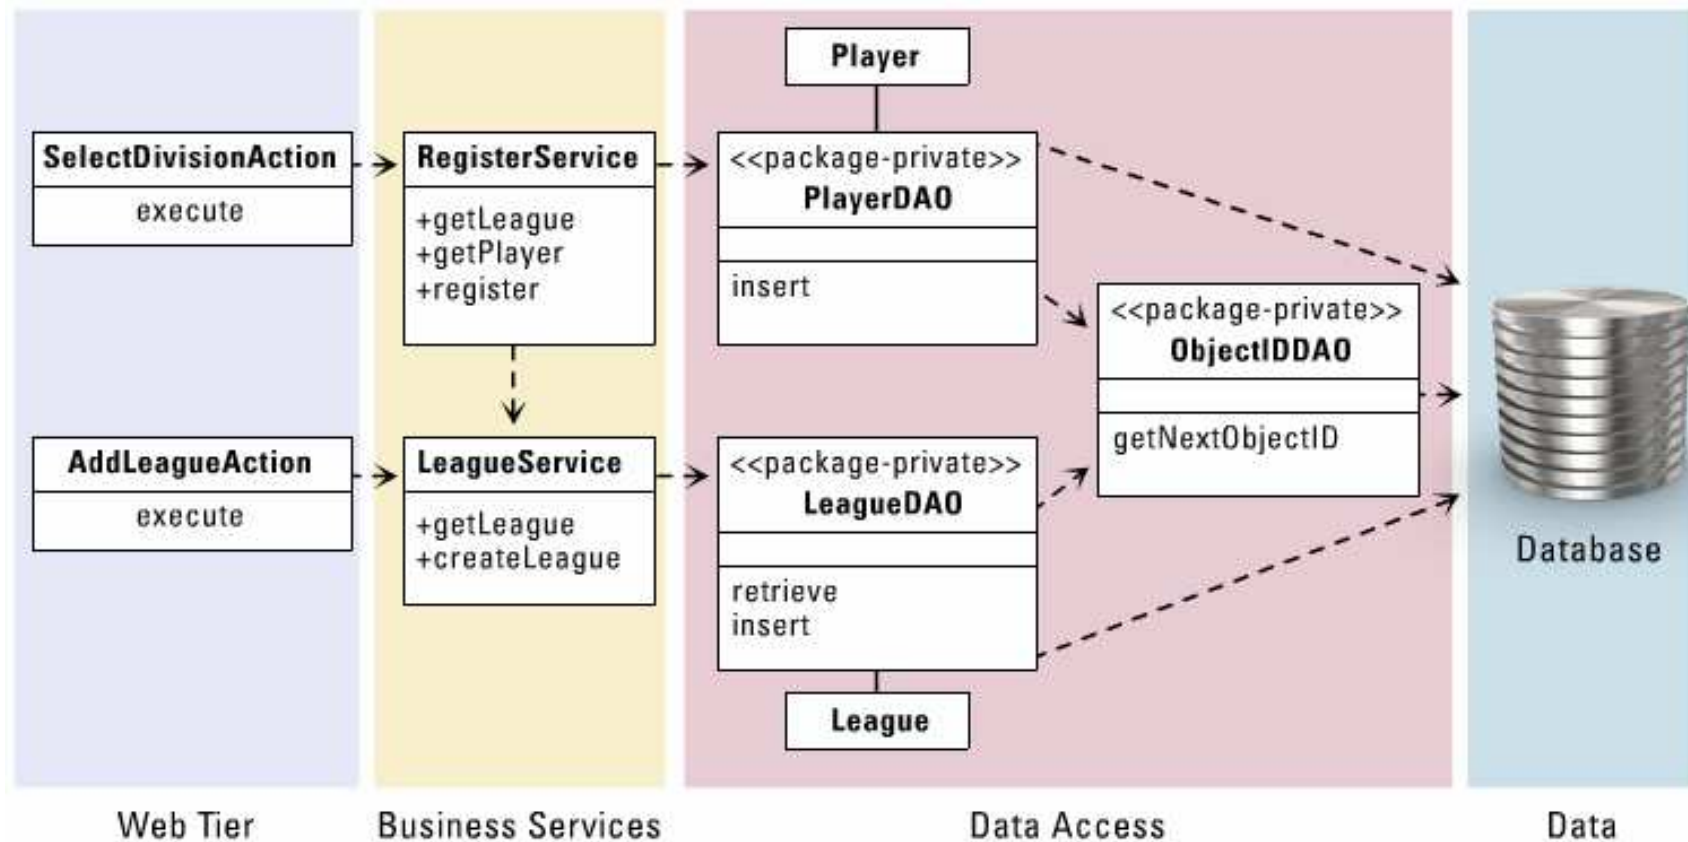 Player
SelectDivisionAction
execute
RegisterService
+getLeague
+getPlayer
+register
<<package-private>>
PlayerDAO
insert
<<package-private>>
ObjectIDDAO
getNextObjectID
AddLeagueAction
execute
LeagueService
+getLeague
+createLeague
<<package-private>>
LeagueDAO
retrieve
insert
League
Database
Web Tier
Business Services
Data Access
Data